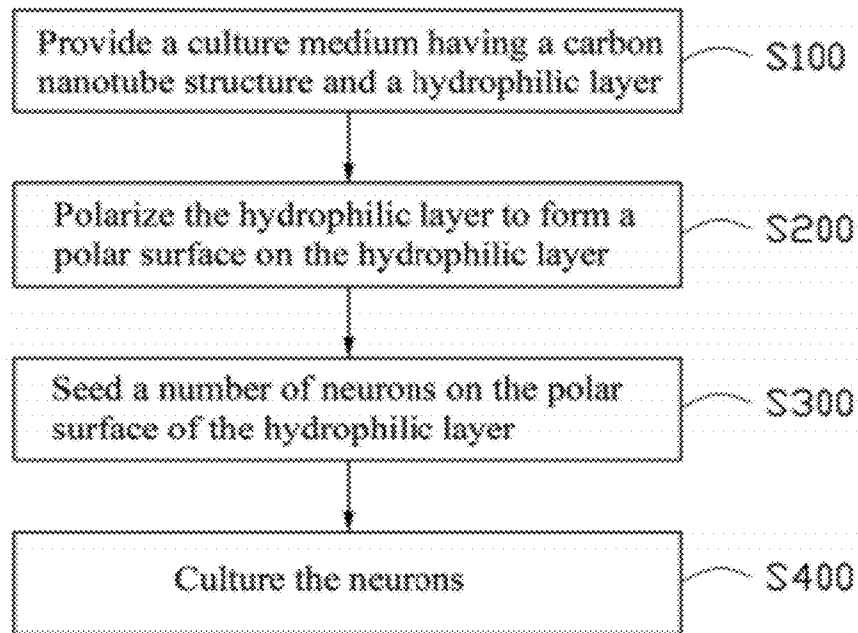 Provide a culture medium having a carbon
nanotube structure and a hydrophilic layer
S100
Polarize the hydrophilic layer to form a
polar surface on the hydrophilic layer
S200
Seed a number of neurons on the polar
surface of the hydrophilic layer
S300
Culture the neurons
S400